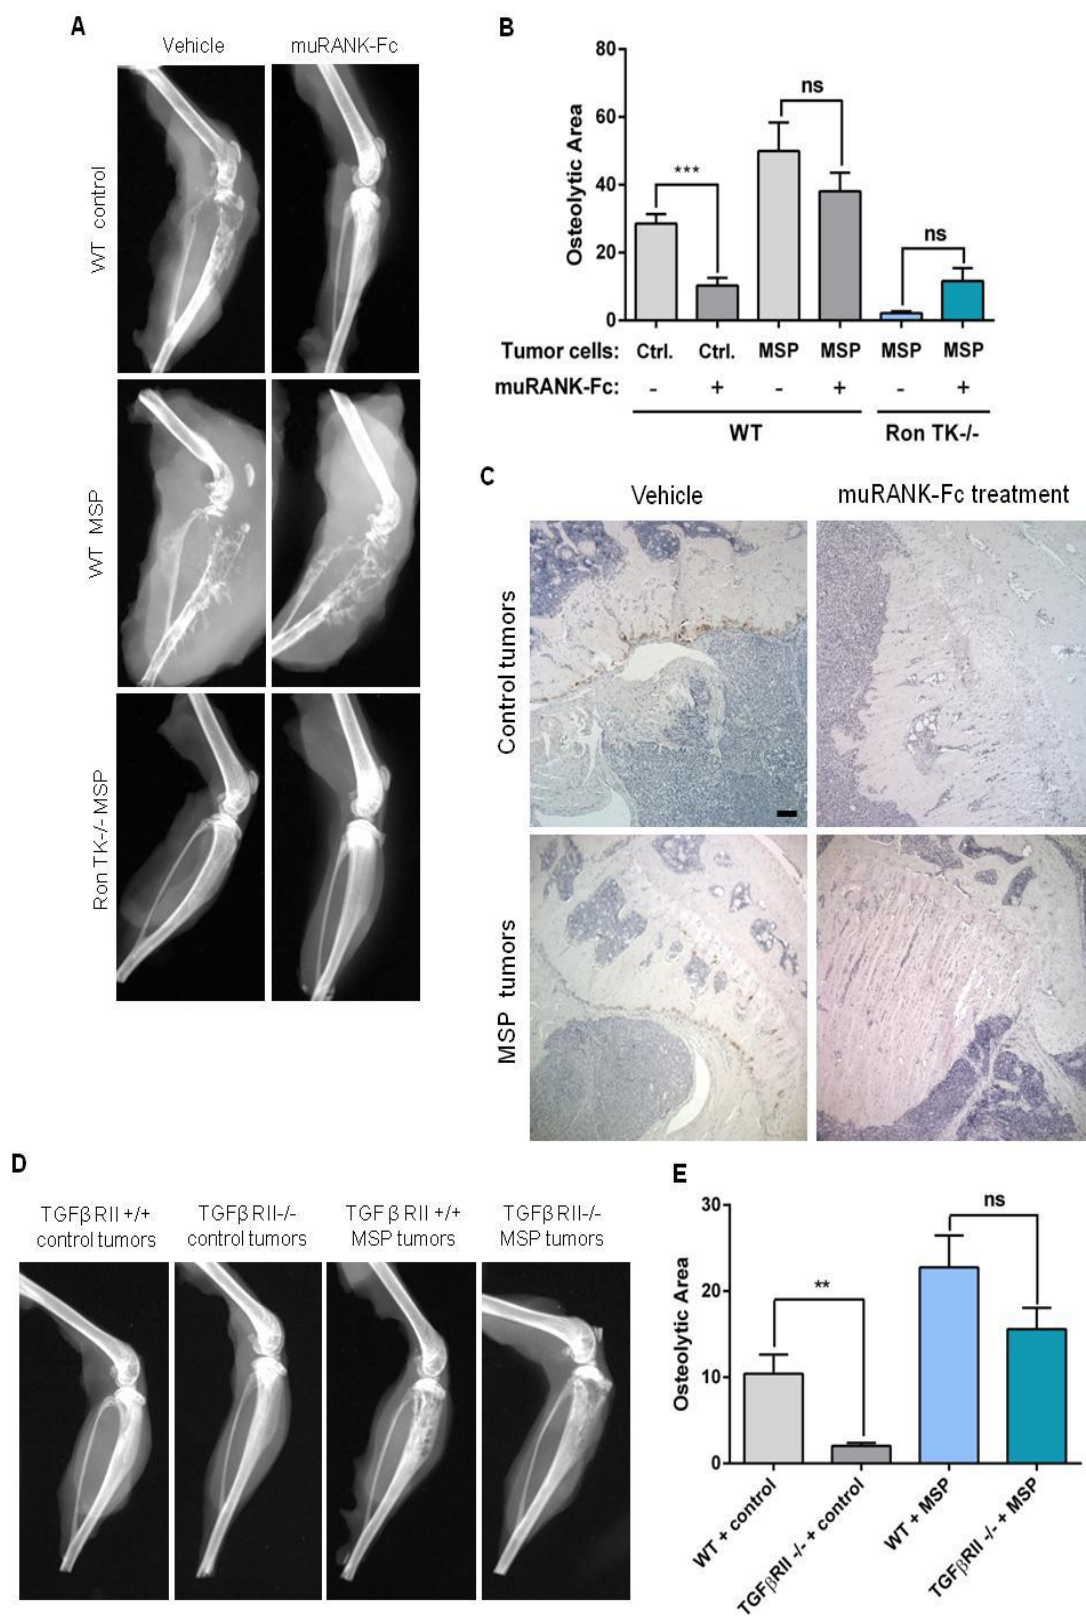 A
Vehicle muRANK-Fc
WT control
WT MSP
Ron TK-/- MSP
B
80
60
40
20
0
Osteolytic Area
***
ns
ns
Tumor cells: Ctrl. Ctrl. MSP MSP MSP MSP
muRANK-Fc: - + - + - +
WT Ron TK-/-
C
Vehicle muRANK-Fc treatment
Control tumors
MSP tumors
D
TGFβRII +/+
control tumors
TGFβRII-/-
control tumors
TGFβRII +/+
MSP tumors
TGFβRII-/-
MSP tumors
E
30
20
10
0
Osteolytic Area
**
ns
WT + control
TGFβRII -/- + control
WT + MSP
TGFβRII -/- + MSP